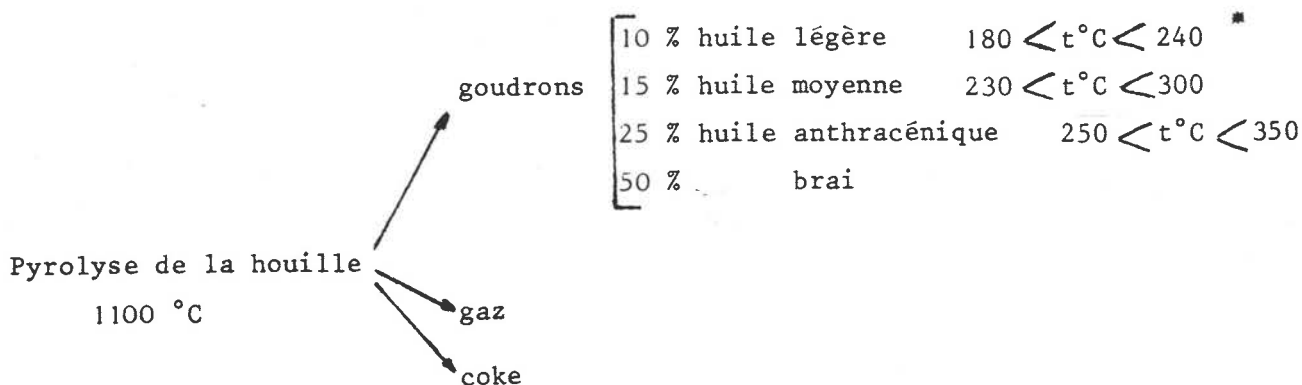 10 % huile légère 180 < t°C < 240 *
goudrons
15 % huile moyenne 230 < t°C < 300
25 % huile anthracénique 250 < t°C < 350
50 % brai
Pyrolyse de la houille
1100 °C
gaz
coke